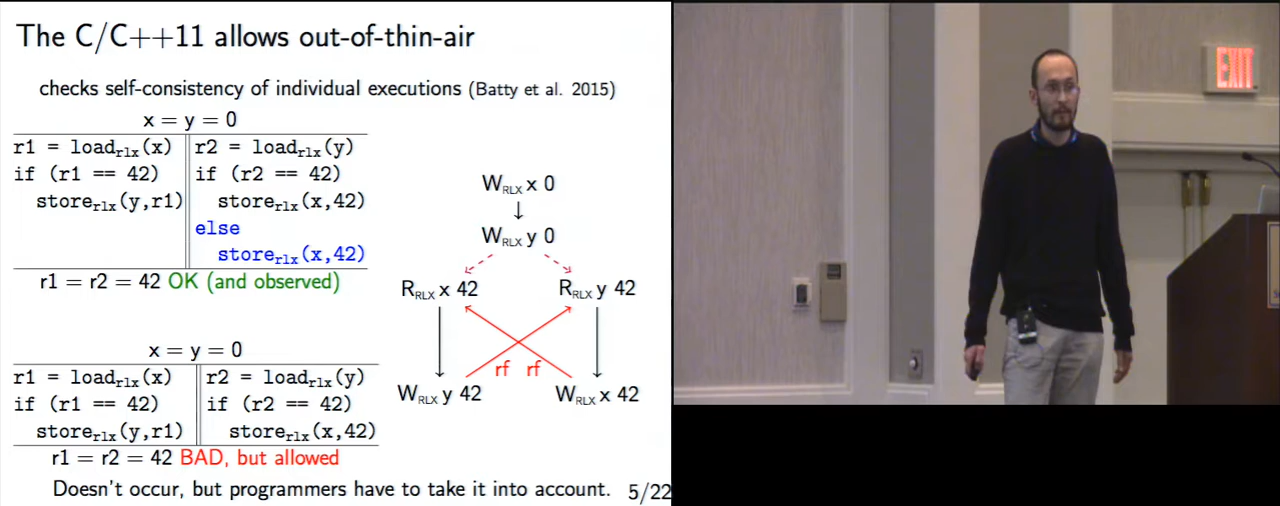 The C/C++11 allows out-of-thin-air
checks self-consistency of individual executions (Batty et al. 2015)
x = y = 0
r1 = load_rlx(x) r2 = load_rlx(y)
if (r1 == 42) if (r2 == 42)
store_rlx(y,r1) store_rlx(x,42)
else
store_rlx(x,42)
r1 = r2 = 42 OK (and observed)
x = y = 0
r1 = load_rlx(x) r2 = load_rlx(y)
if (r1 == 42) if (r2 == 42)
store_rlx(y,r1) store_rlx(x,42)
r1 = r2 = 42 BAD, but allowed
W_RLX x 0
W_RLX y 0
R_RLX x 42 R_RLX y 42
rf rf
W_RLX y 42 W_RLX x 42
Doesn't occur, but programmers have to take it into account. 5/22
EXIT